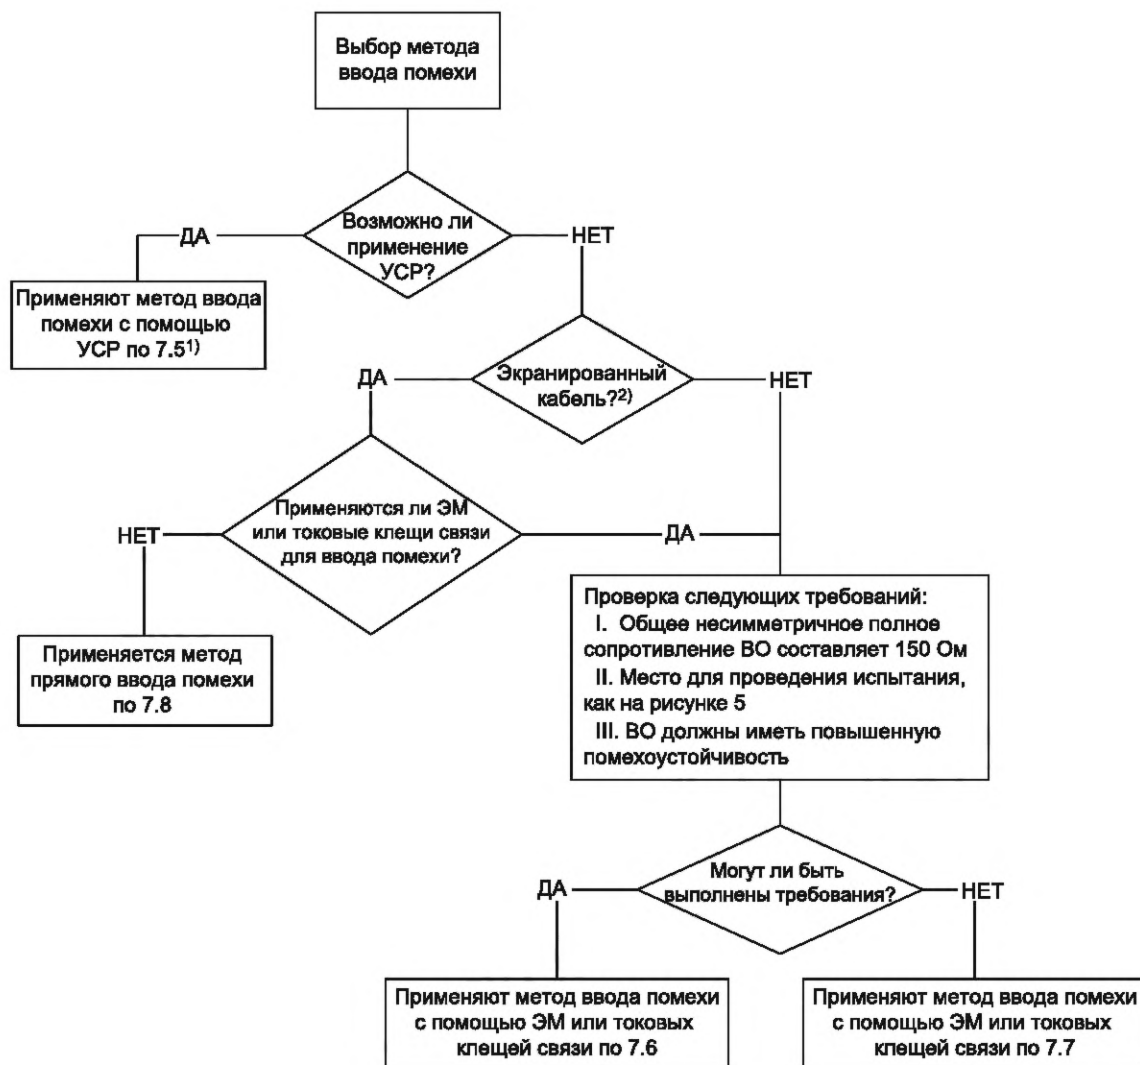 Выбор метода
ввода помехи
Возможно ли
применение
УСР?
ДА
НЕТ
Применяют метод ввода
помехи с помощью
УСР по 7.5¹⁾
Экранированный
кабель?²⁾
ДА
НЕТ
Применяются ли ЭМ
или токовые клещи связи
для ввода помехи?
НЕТ
ДА
Применяется метод
прямого ввода помехи
по 7.8
Проверка следующих требований:
I. Общее несимметричное полное
сопротивление ВО составляет 150 Ом
II. Место для проведения испытания,
как на рисунке 5
III. ВО должны иметь повышенную
помехоустойчивость
Могут ли быть
выполнены требования?
ДА
НЕТ
Применяют метод ввода помехи
с помощью ЭМ или токовых
клещей связи по 7.6
Применяют метод ввода помехи
с помощью ЭМ или токовых
клещей связи по 7.7